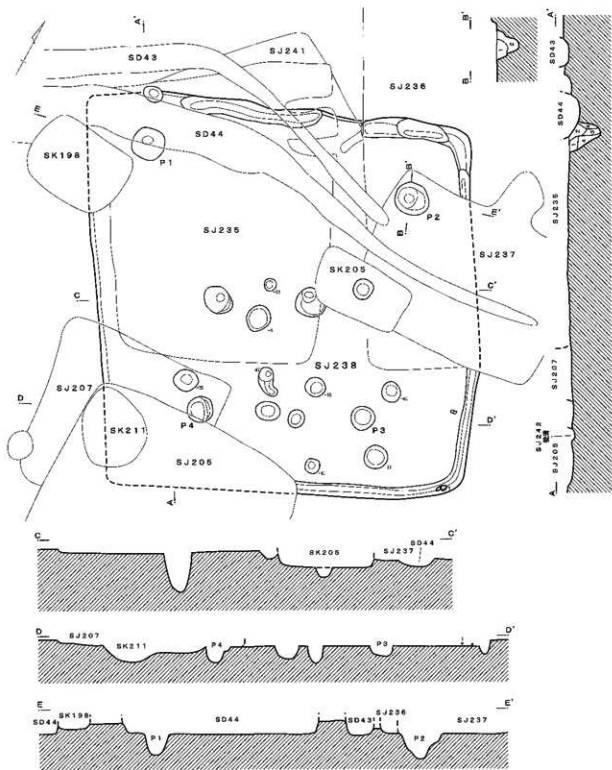 A'
SJ241
SD43
SJ236
B'
B
A'
SD43
E
SD44
SD44
SK198
P1
B'
P2
E'
B
SJ235
SJ235
SJ237
SK205
C
C'
SJ238
SJ207
SJ207
D
P4
P3
D'
SK211
SJ205
SJ242
SJ205
A
A
C
C'
SK205
SJ237
SD44
D
D'
SJ207
SK211
P4
P3
E
E'
SD44
SK198
P1
SD44
SD43
SJ236
P2
SJ237